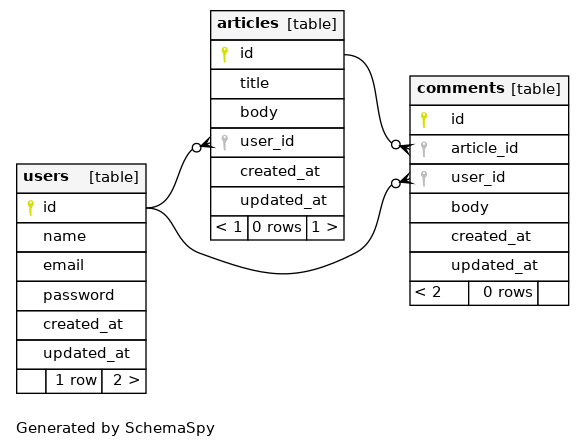 articles [table]
id
title
body
user_id
created_at
updated_at
< 1 0 rows 1 >
comments [table]
id
article_id
user_id
body
created_at
updated_at
< 2 0 rows
users [table]
id
name
email
password
created_at
updated_at
1 row 2 >
Generated by SchemaSpy